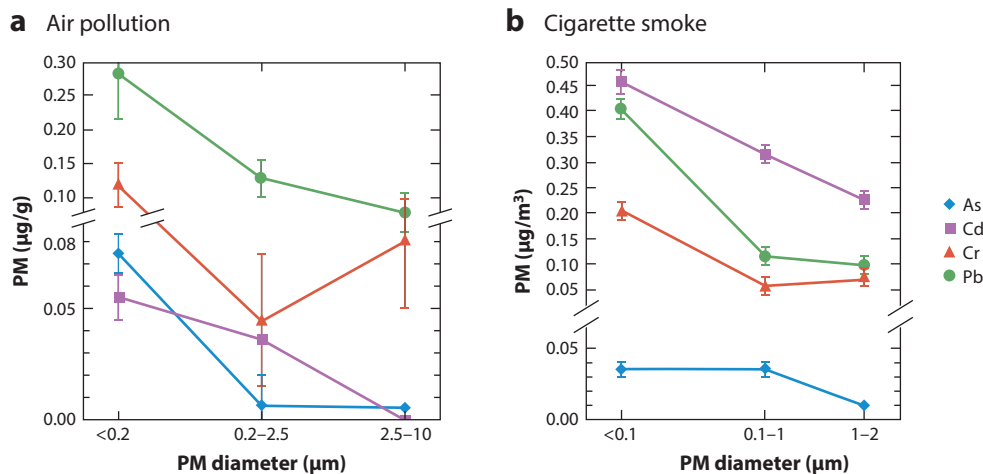 a Air pollution
0.30
0.25
0.20
0.15
0.10
0.08
0.05
0.00
PM (µg/g)
<0.2
0.2–2.5
2.5–10
PM diameter (µm)
b Cigarette smoke
0.50
0.45
0.40
0.35
0.30
0.25
0.20
0.15
0.10
0.05
0.05
0.00
PM (µg/m³)
<0.1
0.1–1
1–2
PM diameter (µm)
As
Cd
Cr
Pb